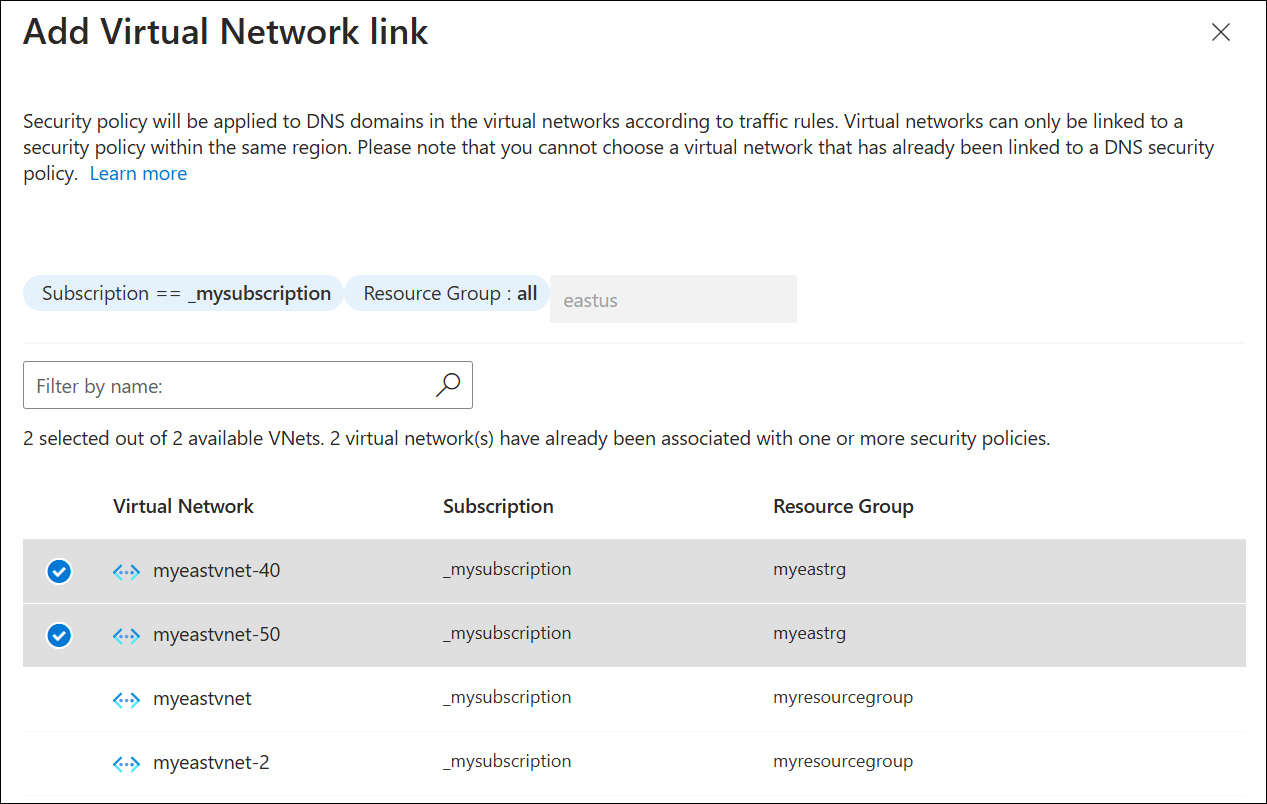 Add Virtual Network link
Security policy will be applied to DNS domains in the virtual networks according to traffic rules. Virtual networks can only be linked to a
security policy within the same region. Please note that you cannot choose a virtual network that has already been linked to a DNS security
policy. Learn more
Subscription == _mysubscription Resource Group : all eastus
Filter by name:
2 selected out of 2 available VNets. 2 virtual network(s) have already been associated with one or more security policies.
Virtual Network Subscription Resource Group
myeastvnet-40 _mysubscription myeastrg
myeastvnet-50 _mysubscription myeastrg
myeastvnet _mysubscription myresourcegroup
myeastvnet-2 _mysubscription myresourcegroup